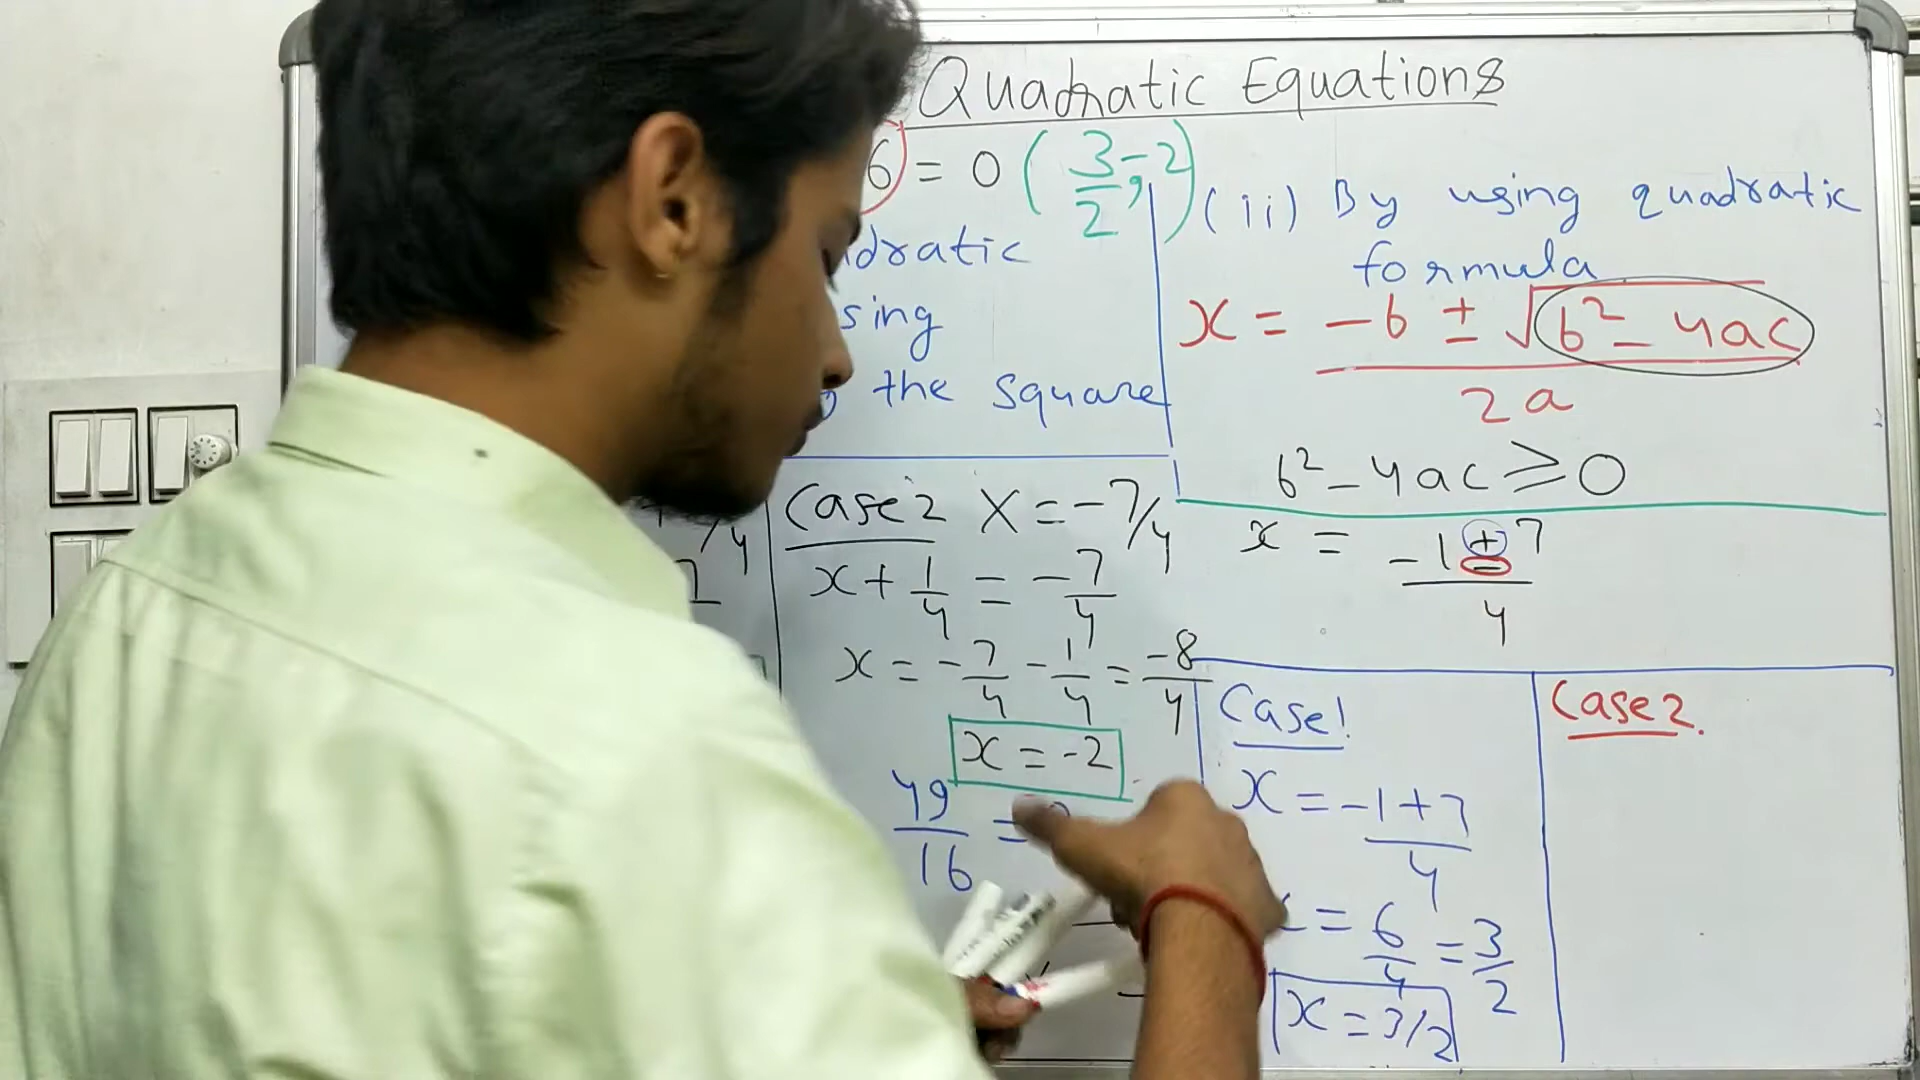 Quadratic Equations
6) = 0 ( 3/2 , -2 )
dratic
sing
the square
(ii) By using quadratic
formula
x = -b ± √b² - 4ac / 2a
b² - 4ac ≥ 0
Case 2 X = -7/4
x + 1/4 = -7/4
x = -7/4 - 1/4 = -8/4
x = -2
49/16 =
x = -1 ± 7 / 4
Case 1
x = -1 + 7 / 4
= 6/4 = 3/2
x = 3/2
Case 2.